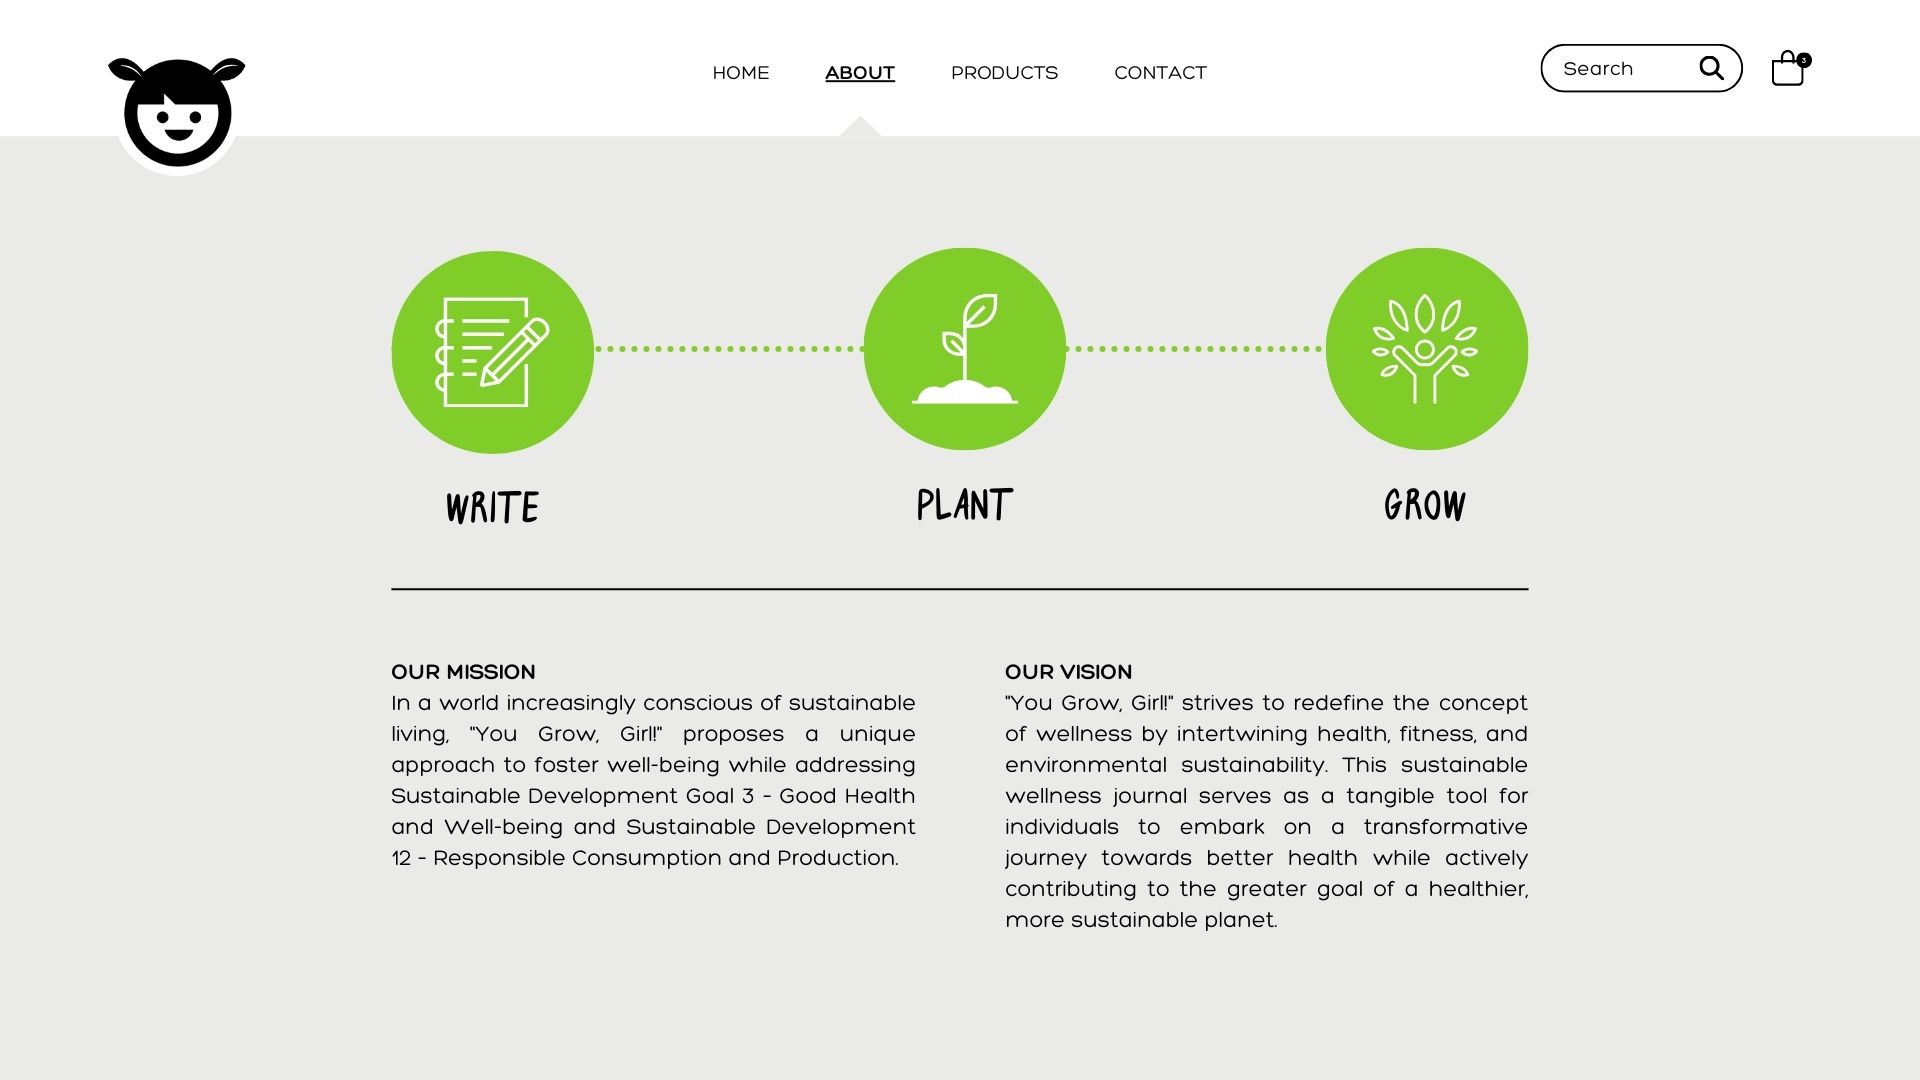 HOME ABOUT PRODUCTS CONTACT
Search
3
WRITE
PLANT
GROW
OUR MISSION
In a world increasingly conscious of sustainable
living, "You Grow, Girl!" proposes a unique
approach to foster well-being while addressing
Sustainable Development Goal 3 - Good Health
and Well-being and Sustainable Development
12 - Responsible Consumption and Production.
OUR VISION
"You Grow, Girl!" strives to redefine the concept
of wellness by intertwining health, fitness, and
environmental sustainability. This sustainable
wellness journal serves as a tangible tool for
individuals to embark on a transformative
journey towards better health while actively
contributing to the greater goal of a healthier,
more sustainable planet.